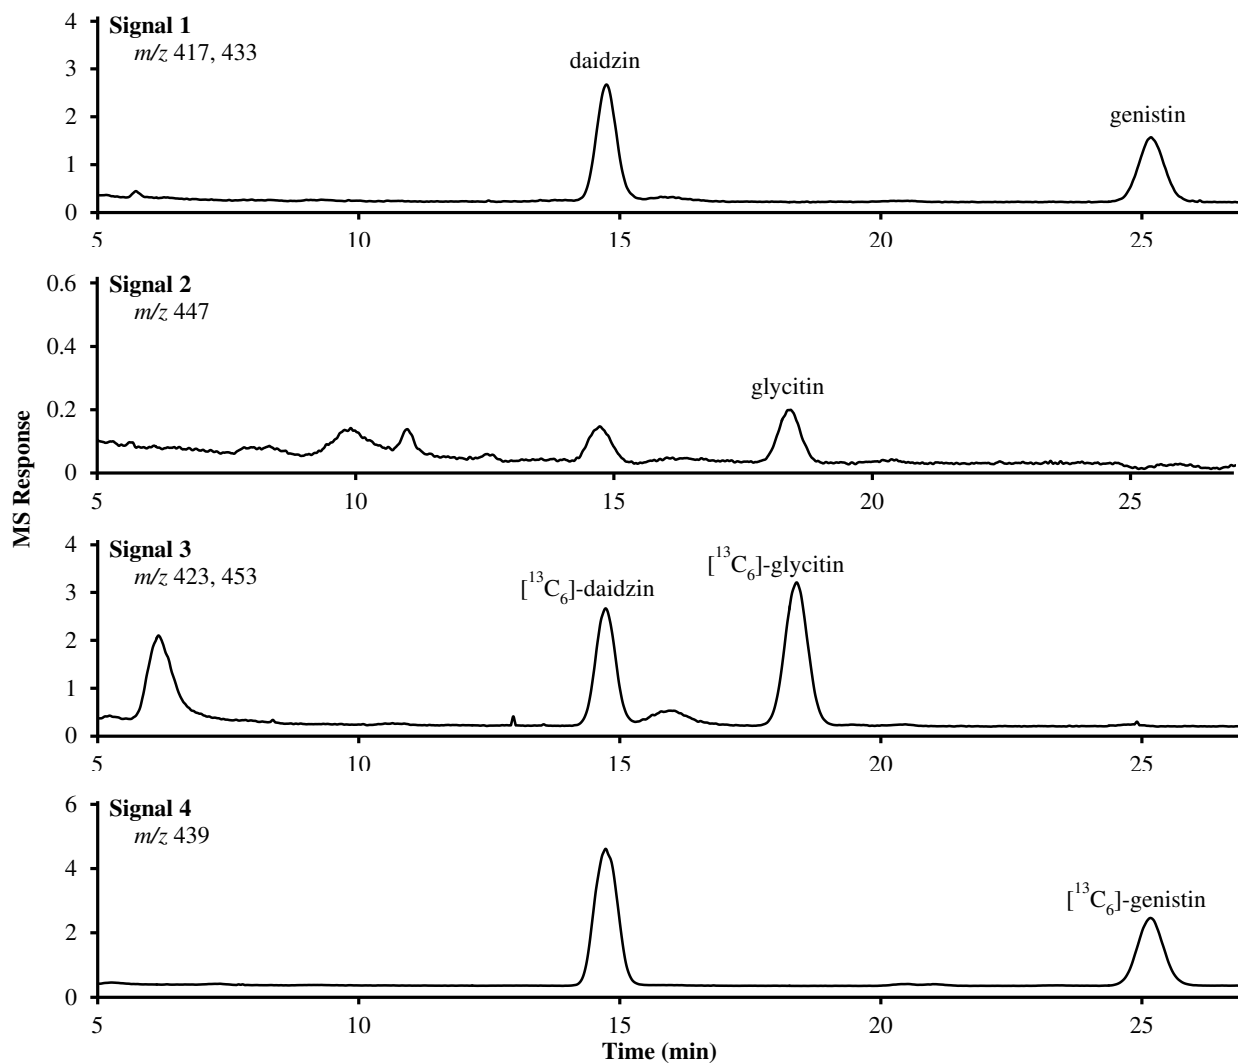 4
Signal 1
m/z 417, 433
daidzin
3
genistin
2
1
0
5 10 15 20 25
0.6
Signal 2
m/z 447
0.4
glycitin
0.2
0
5 10 15 20 25
MS Response
4
Signal 3
m/z 423, 453
[¹³C₆]-daidzin
[¹³C₆]-glycitin
3
2
1
0
5 10 15 20 25
6
Signal 4
m/z 439
4
[¹³C₆]-genistin
2
0
5 10 15 20 25
Time (min)